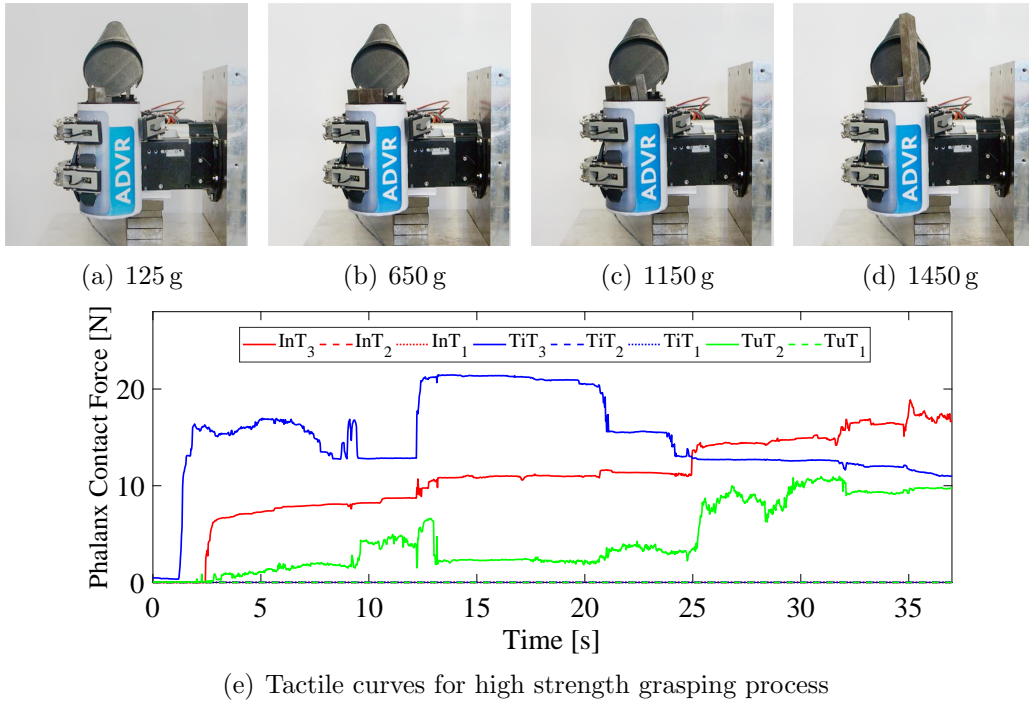 ADVR
ADVR
ADVR
ADVR
(a) 125 g
(b) 650 g
(c) 1150 g
(d) 1450 g
Phalanx Contact Force [N]
InT3 InT2 InT1 TiT3 TiT2 TiT1 TuT2 TuT1
20
10
0
0 5 10 15 20 25 30 35
Time [s]
(e) Tactile curves for high strength grasping process